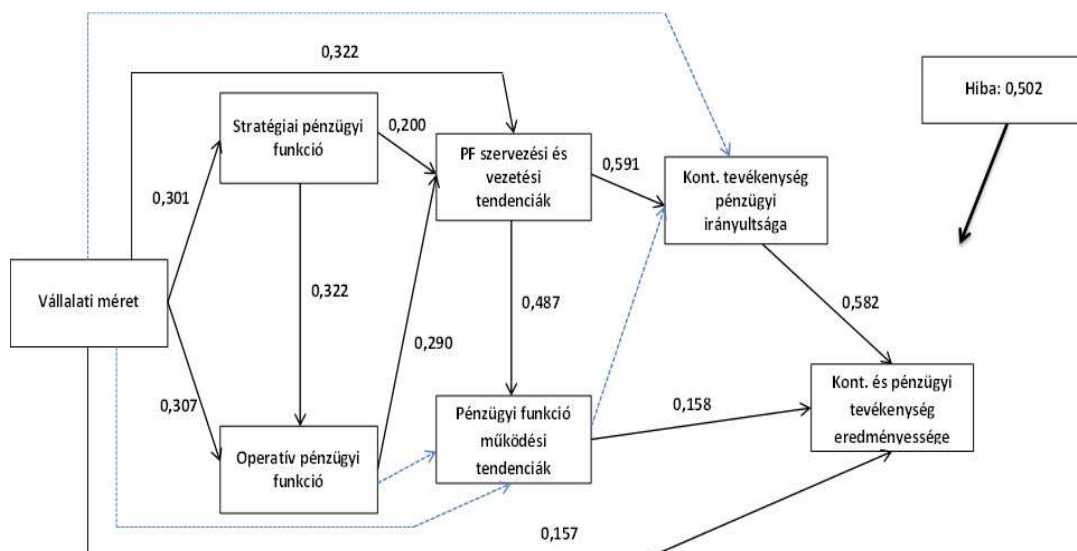 0,322
Hiba: 0,502
Stratégiai pénzügyi
funkció
0,200
PF szervezési és
vezetési
tendenciák
0,591
Kont. tevékenység
pénzügyi
irányultsága
0,301
Vállalati méret
0,322
0,487
0,582
0,290
0,307
Operatív pénzügyi
funkció
Pénzügyi funkció
működési
tendenciák
0,158
Kont. és pénzügyi
tevékenység
eredményessége
0,157